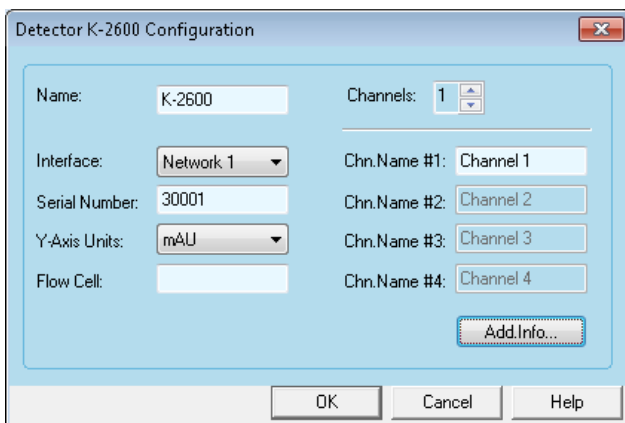 Detector K-2600 Configuration
Name: K-2600
Channels: 1
Interface: Network 1
Chn.Name #1: Channel 1
Serial Number: 30001
Chn.Name #2: Channel 2
Y-Axis Units: mAU
Chn.Name #3: Channel 3
Flow Cell:
Chn.Name #4: Channel 4
Add.Info...
OK Cancel Help